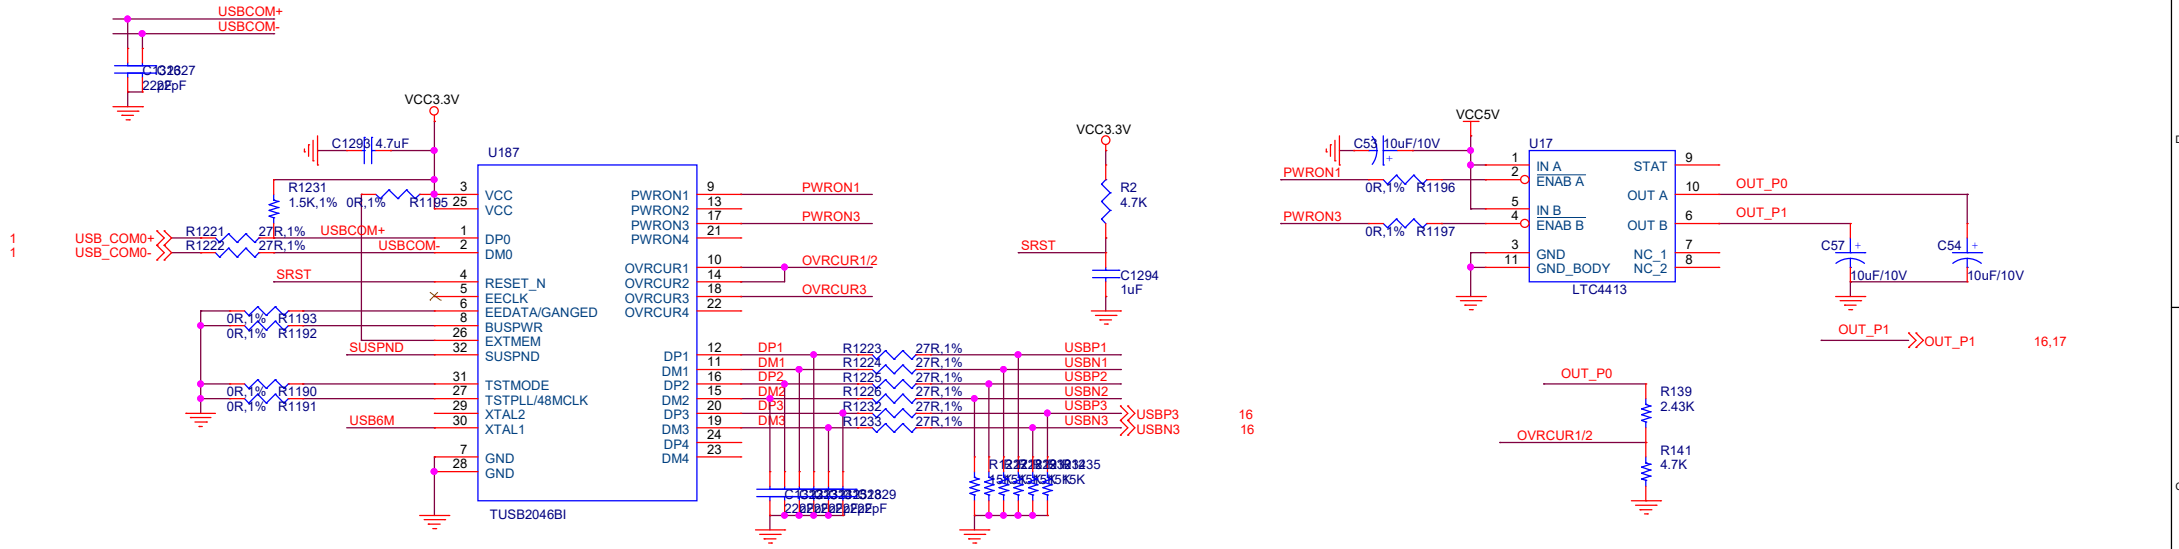 USBCOM+
USBCOM-
VCC3.3V
C1293 4.7uF
U187
R1231
1.5K,1%
0R,1% R1195
1 USB_COM0+ R1221 27R,1% USBCOM+
1 USB_COM0- R1222 27R,1% USBCOM-
SRST
0R,1% R1193
0R,1% R1192
SUSPND
0R,1% R1190
0R,1% R1191
USB6M
3 VCC
25 VCC
1 DP0
2 DM0
4 RESET_N
5 EECLK
6 EEDATA/GANGED
8 BUSPWR
26 EXTMEM
32 SUSPND
31 TSTMODE
27 TSTPLL/48MCLK
29 XTAL2
30 XTAL1
7 GND
28 GND
TUSB2046BI
PWRON1 9 PWRON1
PWRON2 13
PWRON3 17 PWRON3
PWRON4 21
OVRCUR1 10 OVRCUR1/2
OVRCUR2 14
OVRCUR3 18 OVRCUR3
OVRCUR4 22
DP1 12 DP1 R1223 27R,1% USBP1
DM1 11 DM1 R1224 27R,1% USBN1
DP2 16 DP2 R1225 27R,1% USBP2
DM2 15 DM2 R1226 27R,1% USBN2
DP3 20 DP3 R1232 27R,1% USBP3 USBP3 16
DM3 19 DM3 R1233 27R,1% USBN3 USBN3 16
DP4 24
DM4 23
VCC3.3V
R2
4.7K
SRST
C1294
1uF
VCC5V
C53 10uF/10V
U17
PWRON1
0R,1% R1196
PWRON3
0R,1% R1197
1 IN A
2 ENAB A
5 IN B
4 ENAB B
3 GND
11 GND_BODY
STAT 9
OUT A 10 OUT_P0
OUT B 6 OUT_P1
NC_1 7
NC_2 8
LTC4413
C57
10uF/10V
C54
10uF/10V
OUT_P1 OUT_P1 16,17
OUT_P0
R139
2.43K
OVRCUR1/2
R141
4.7K